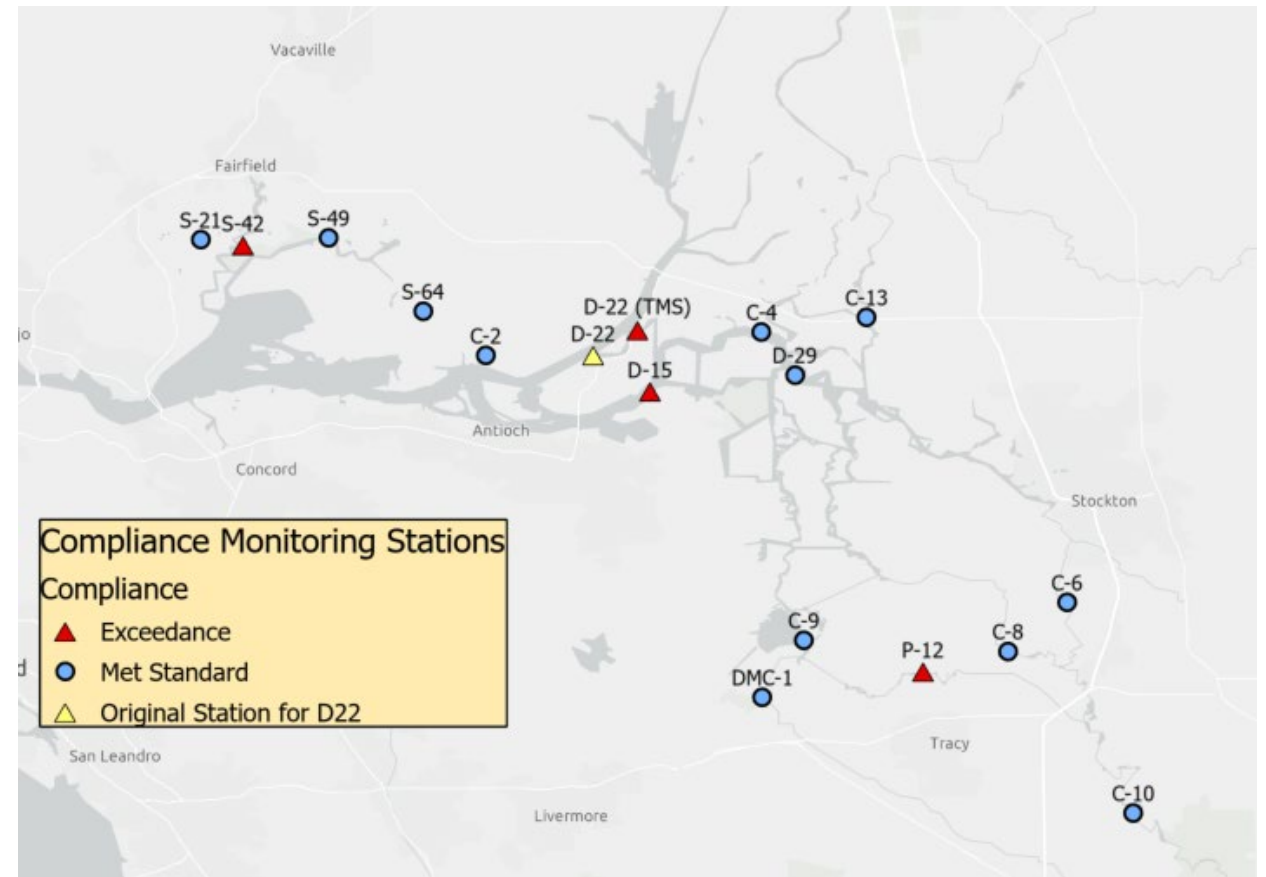 Vacaville
Fairfield
S-21
S-42
S-49
S-64
C-2
D-22 (TMS)
D-22
D-15
C-4
C-13
D-29
jo
Antioch
Concord
Stockton
Compliance Monitoring Stations
Compliance
Exceedance
Met Standard
Original Station for D22
C-6
C-9
C-8
P-12
DMC-1
d
San Leandro
Tracy
Livermore
C-10